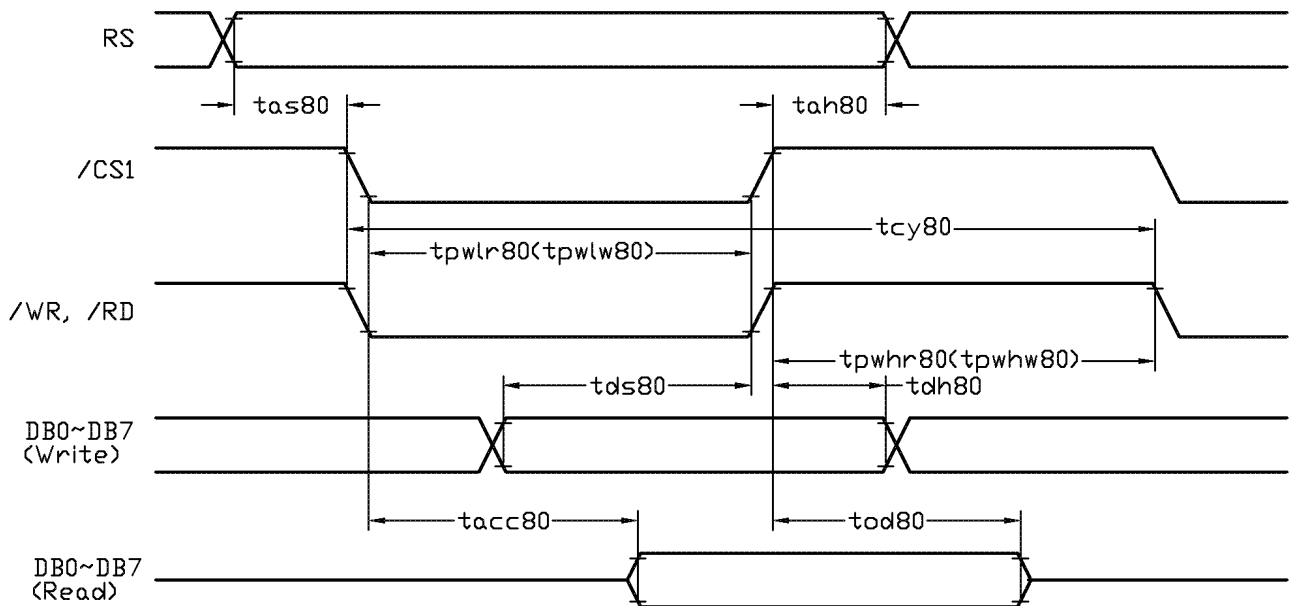 RS
tas80
tah80
/CS1
tcy80
tpwlr80(tpwlw80)
/WR, /RD
tpwhr80(tpwhw80)
tds80
tdh80
DB0~DB7
(Write)
tacc80
tod80
DB0~DB7
(Read)